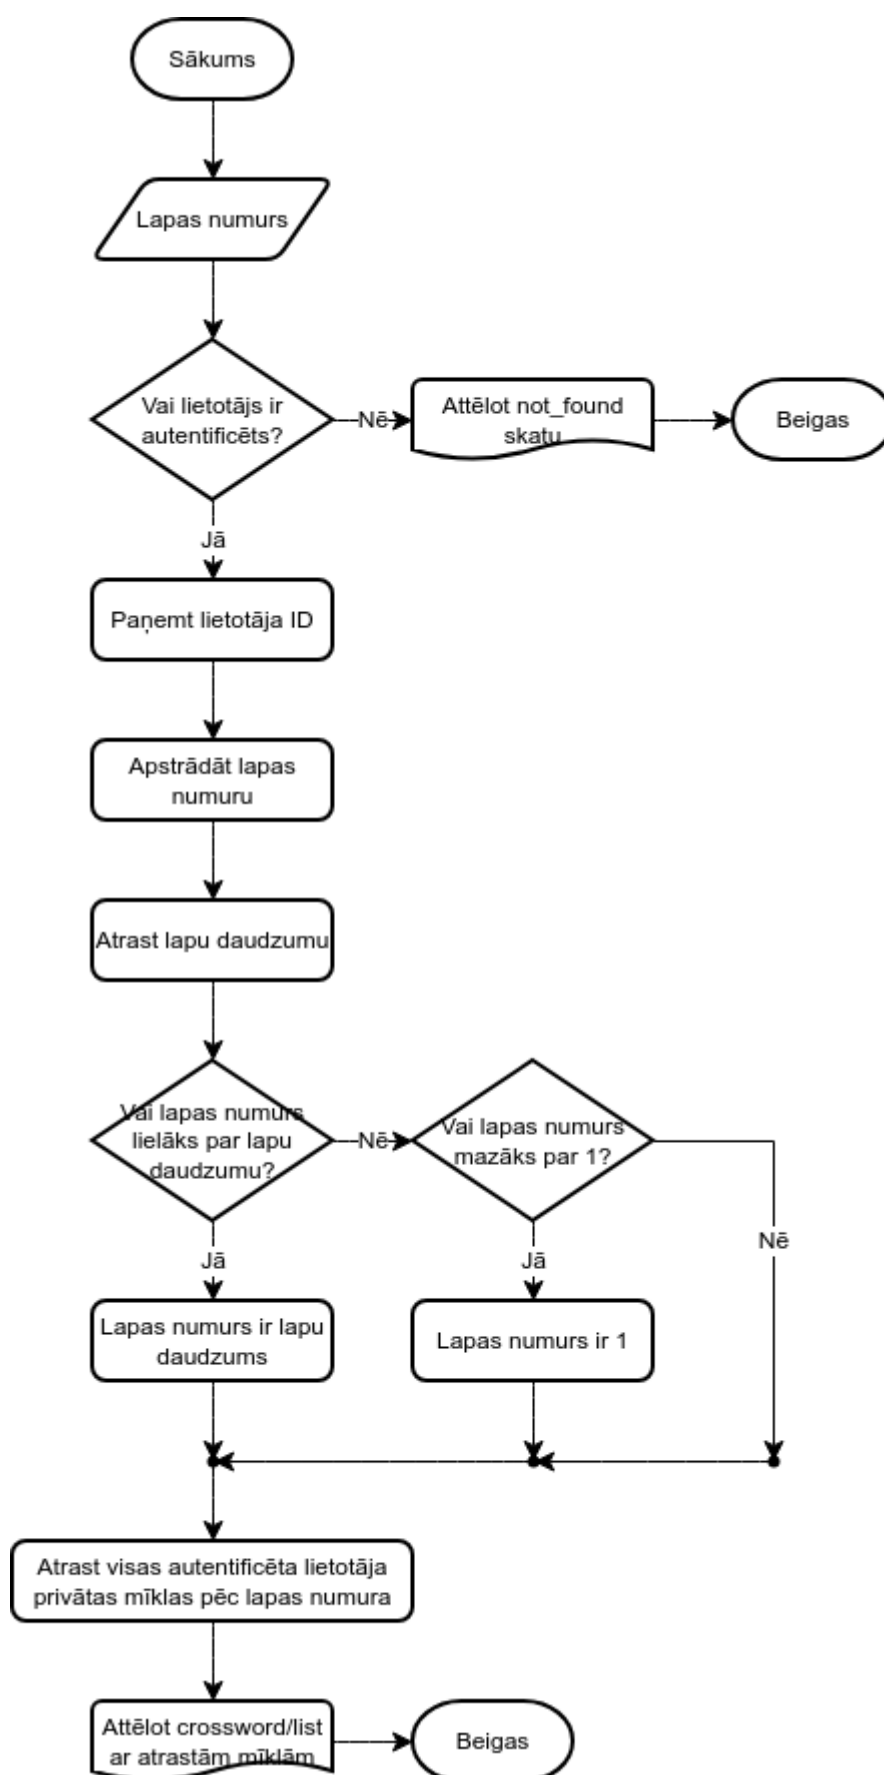 Sākums
Lapas numurs
Vai lietotājs ir
autentificēts?
Nē
Attēlot not_found
skatu
Beigas
Jā
Paņemt lietotāja ID
Apstrādāt lapas
numuru
Atrast lapu daudzumu
Vai lapas numurs
lielāks par lapu
daudzumu?
Nē
Vai lapas numurs
mazāks par 1?
Nē
Jā
Jā
Lapas numurs ir lapu
daudzums
Lapas numurs ir 1
Atrast visas autentificēta lietotāja
privātas mīklas pēc lapas numura
Attēlot crossword/list
ar atrastām mīklām
Beigas